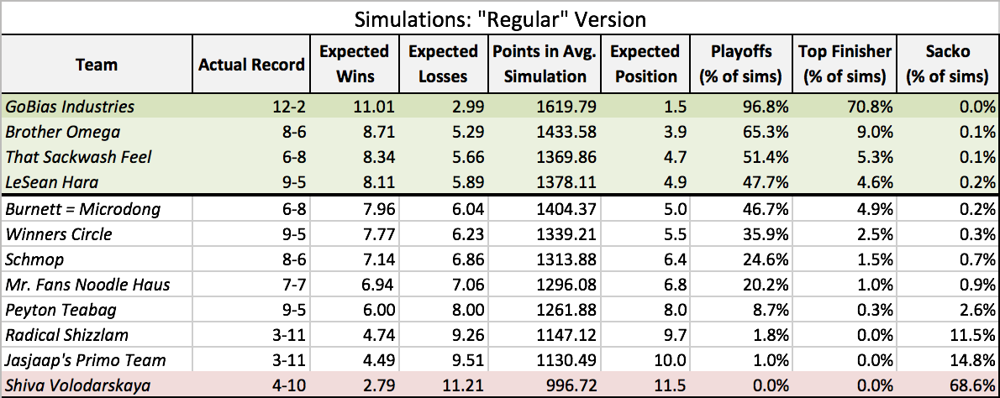 Simulations: "Regular" Version
Team Actual Record Expected Wins Expected Losses Points in Avg. Simulation Expected Position Playoffs (% of sims) Top Finisher (% of sims) Sacko (% of sims)
GoBias Industries 12-2 11.01 2.99 1619.79 1.5 96.8% 70.8% 0.0%
Brother Omega 8-6 8.71 5.29 1433.58 3.9 65.3% 9.0% 0.1%
That Sackwash Feel 6-8 8.34 5.66 1369.86 4.7 51.4% 5.3% 0.1%
LeSean Hara 9-5 8.11 5.89 1378.11 4.9 47.7% 4.6% 0.2%
Burnett = Microdong 6-8 7.96 6.04 1404.37 5.0 46.7% 4.9% 0.2%
Winners Circle 9-5 7.77 6.23 1339.21 5.5 35.9% 2.5% 0.3%
Schmop 8-6 7.14 6.86 1313.88 6.4 24.6% 1.5% 0.7%
Mr. Fans Noodle Haus 7-7 6.94 7.06 1296.08 6.8 20.2% 1.0% 0.9%
Peyton Teabag 9-5 6.00 8.00 1261.88 8.0 8.7% 0.3% 2.6%
Radical Shizzlam 3-11 4.74 9.26 1147.12 9.7 1.8% 0.0% 11.5%
Jasjaap's Primo Team 3-11 4.49 9.51 1130.49 10.0 1.0% 0.0% 14.8%
Shiva Volodarskaya 4-10 2.79 11.21 996.72 11.5 0.0% 0.0% 68.6%